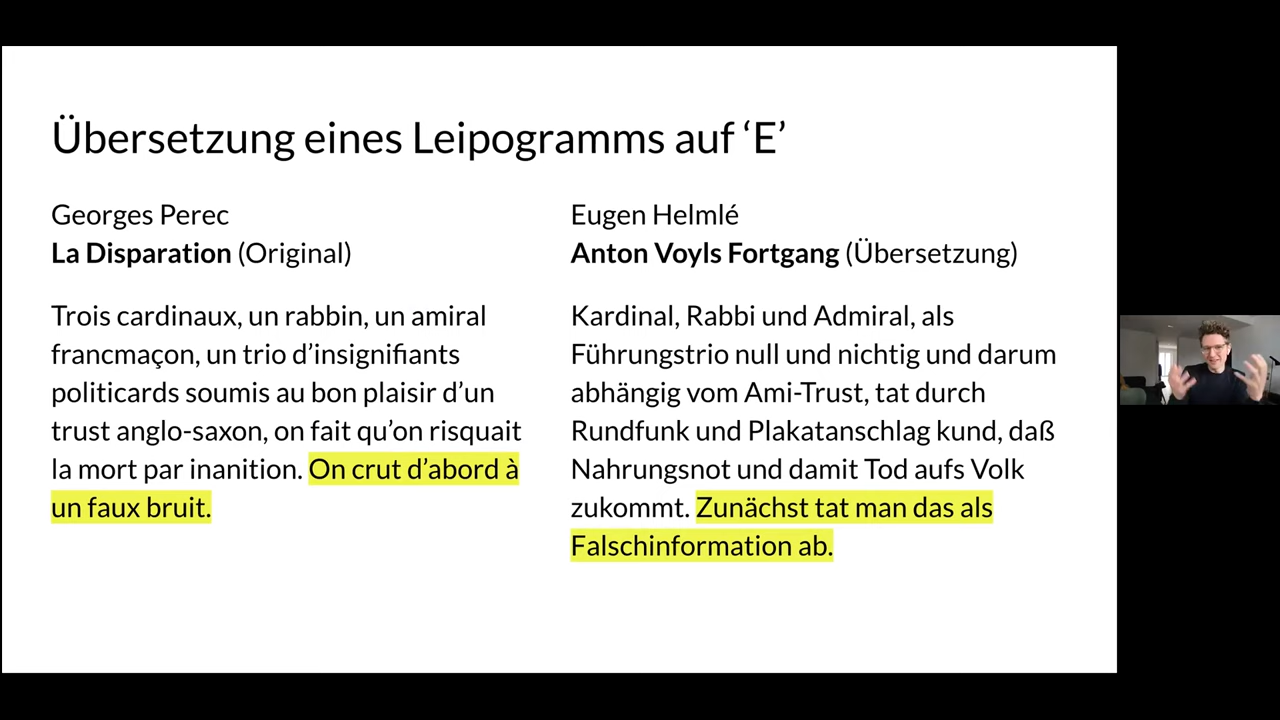 Übersetzung eines Leipogramms auf ‘E’
Georges Perec
La Disparation (Original)
Trois cardinaux, un rabbin, un amiral
francmaçon, un trio d’insignifiants
politicards soumis au bon plaisir d’un
trust anglo-saxon, on fait qu’on risquait
la mort par inanition. On crut d’abord à
un faux bruit.
Eugen Helmlé
Anton Voyls Fortgang (Übersetzung)
Kardinal, Rabbi und Admiral, als
Führungstrio null und nichtig und darum
abhängig vom Ami-Trust, tat durch
Rundfunk und Plakatanschlag kund, daß
Nahrungsnot und damit Tod aufs Volk
zukommt. Zunächst tat man das als
Falschinformation ab.